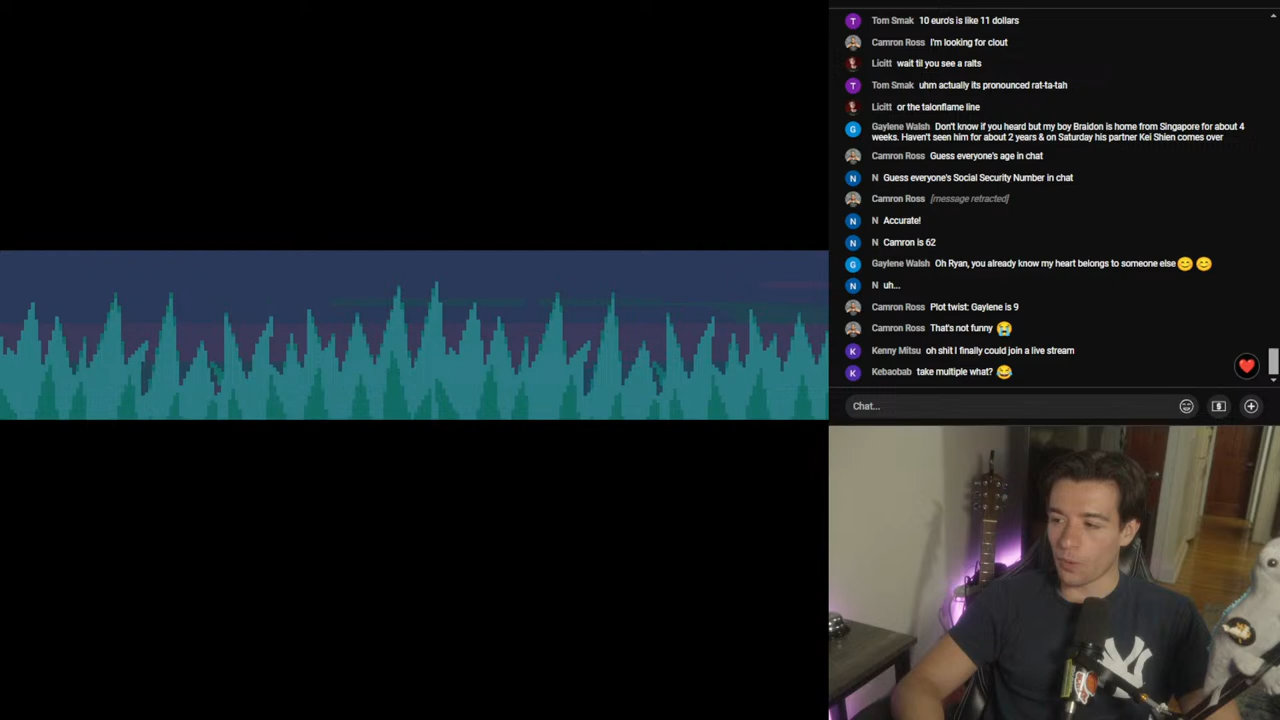 T Tom Smak 10 euro's is like 11 dollars
Camron Ross I'm looking for clout
Licitt wait til you see a ralts
T Tom Smak uhm actually its pronounced rat-ta-tah
Licitt or the talonflame line
G Gaylene Walsh Don't know if you heard but my boy Braidon is home from Singapore for about 4
weeks. Haven't seen him for about 2 years & on Saturday his partner Kei Shien comes over
Camron Ross Guess everyone's age in chat
N N Guess everyone's Social Security Number in chat
Camron Ross [message retracted]
N N Accurate!
N N Camron is 62
G Gaylene Walsh Oh Ryan, you already know my heart belongs to someone else😊😊
N N uh...
Camron Ross Plot twist: Gaylene is 9
Camron Ross That's not funny 😭
K Kenny Mitsu oh shit I finally could join a live stream
K Kebaobab take multiple what? 😂
Chat...
NY